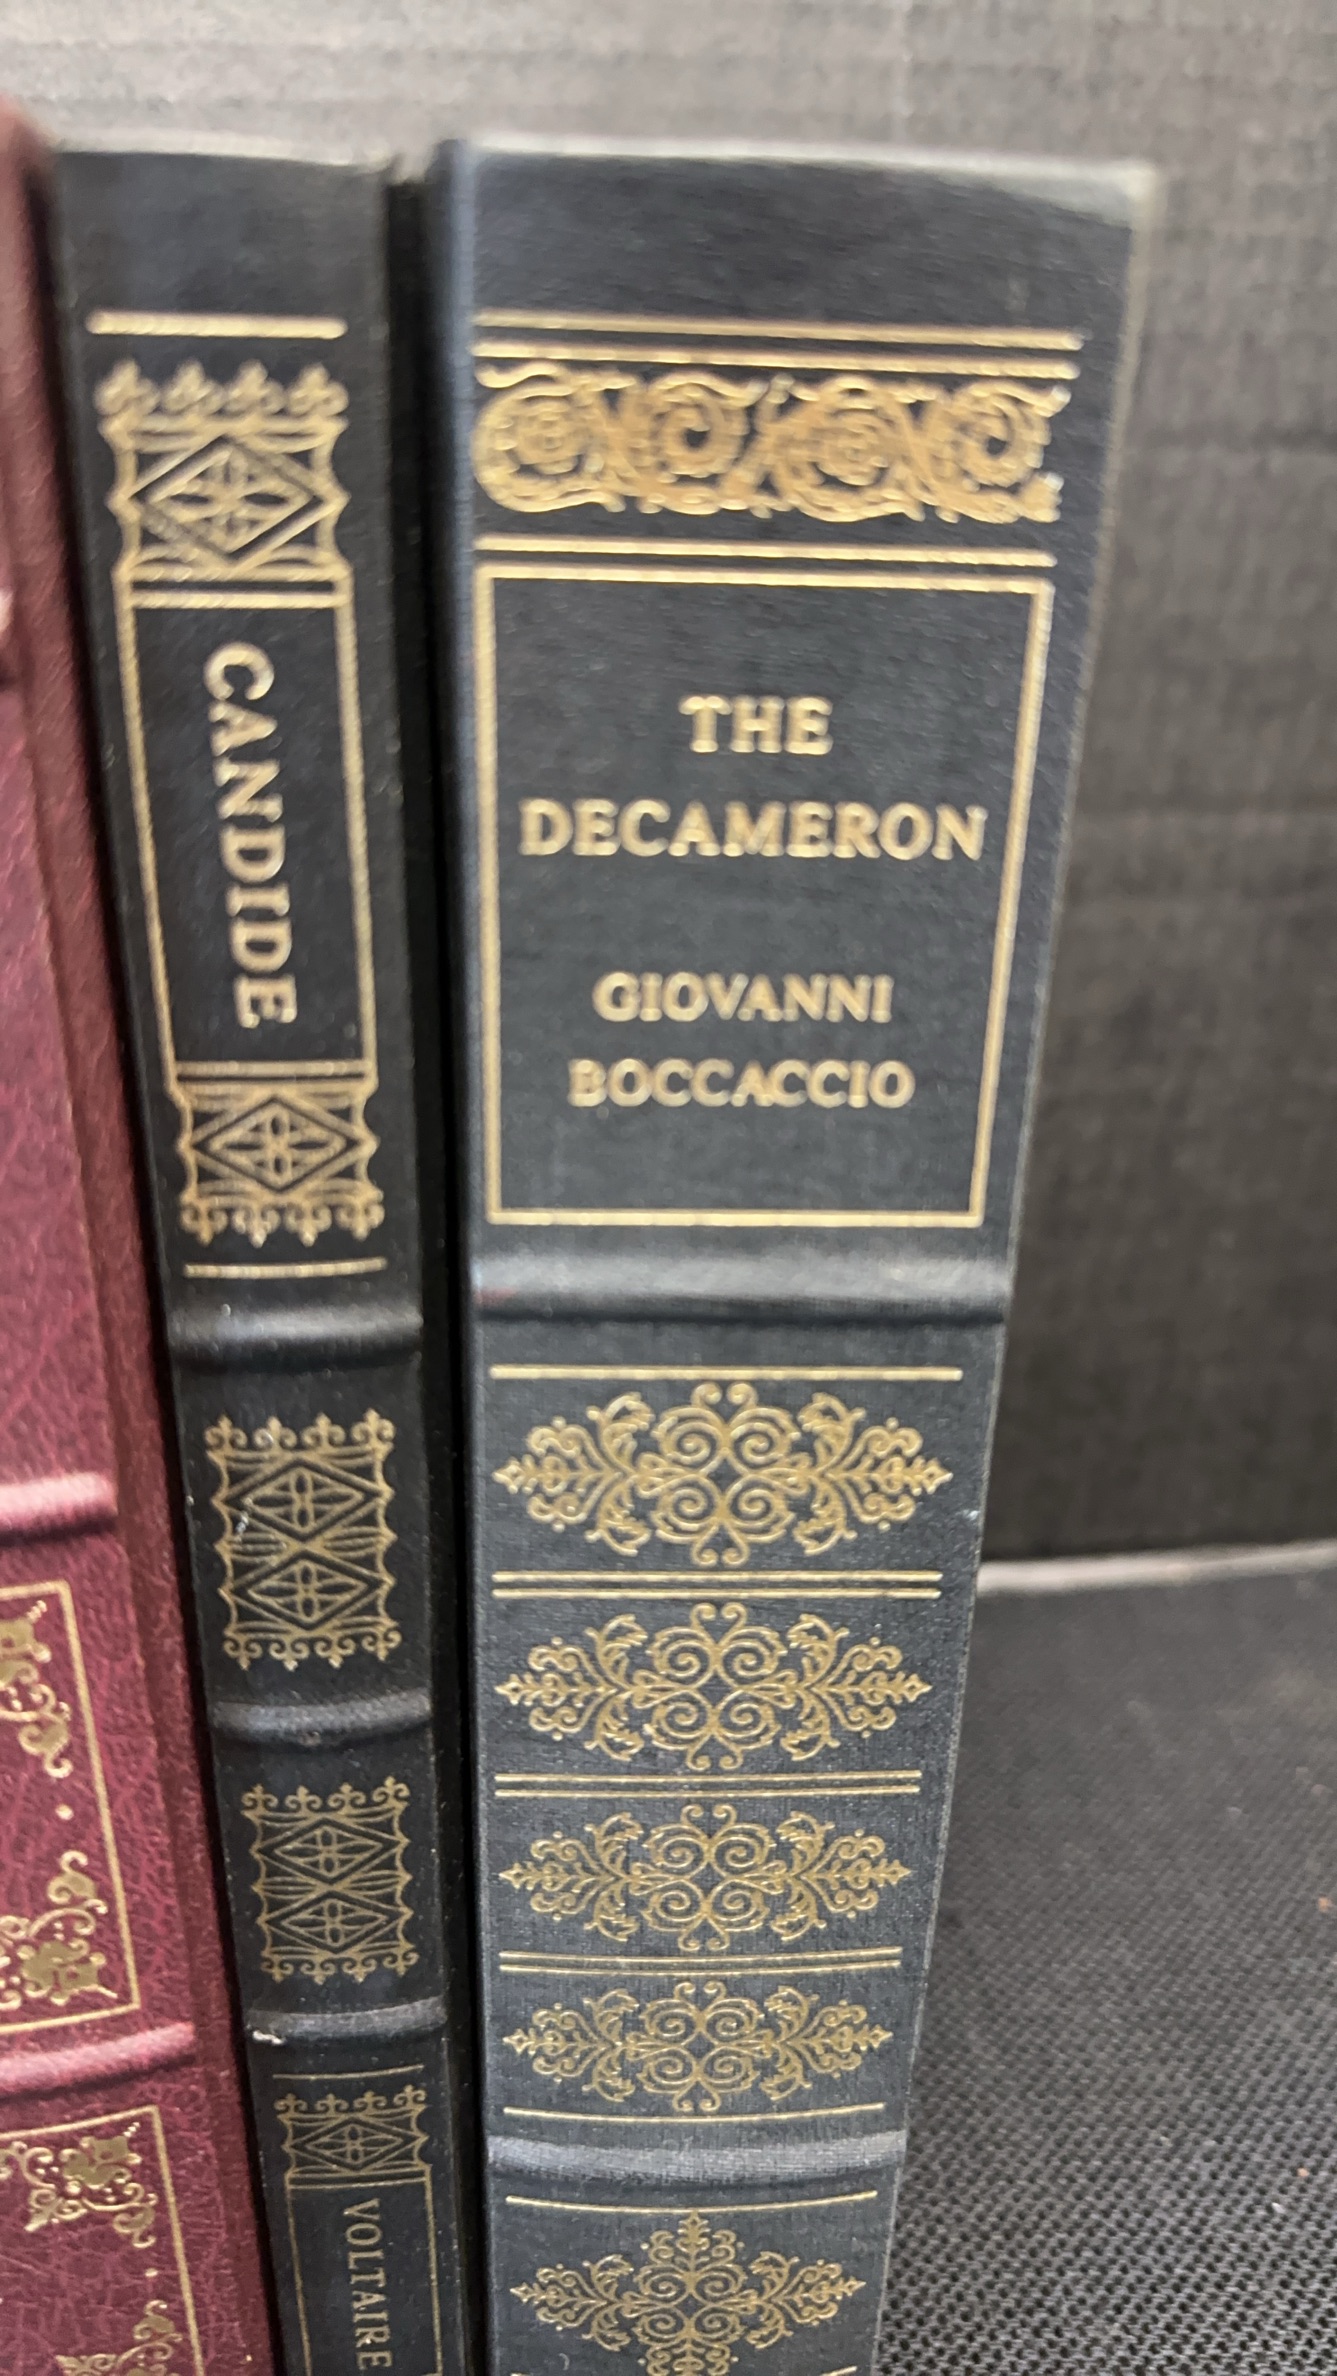 CANDIDE
VOLTAIRE
THE
DECAMERON
GIOVANNI
BOCCACCIO